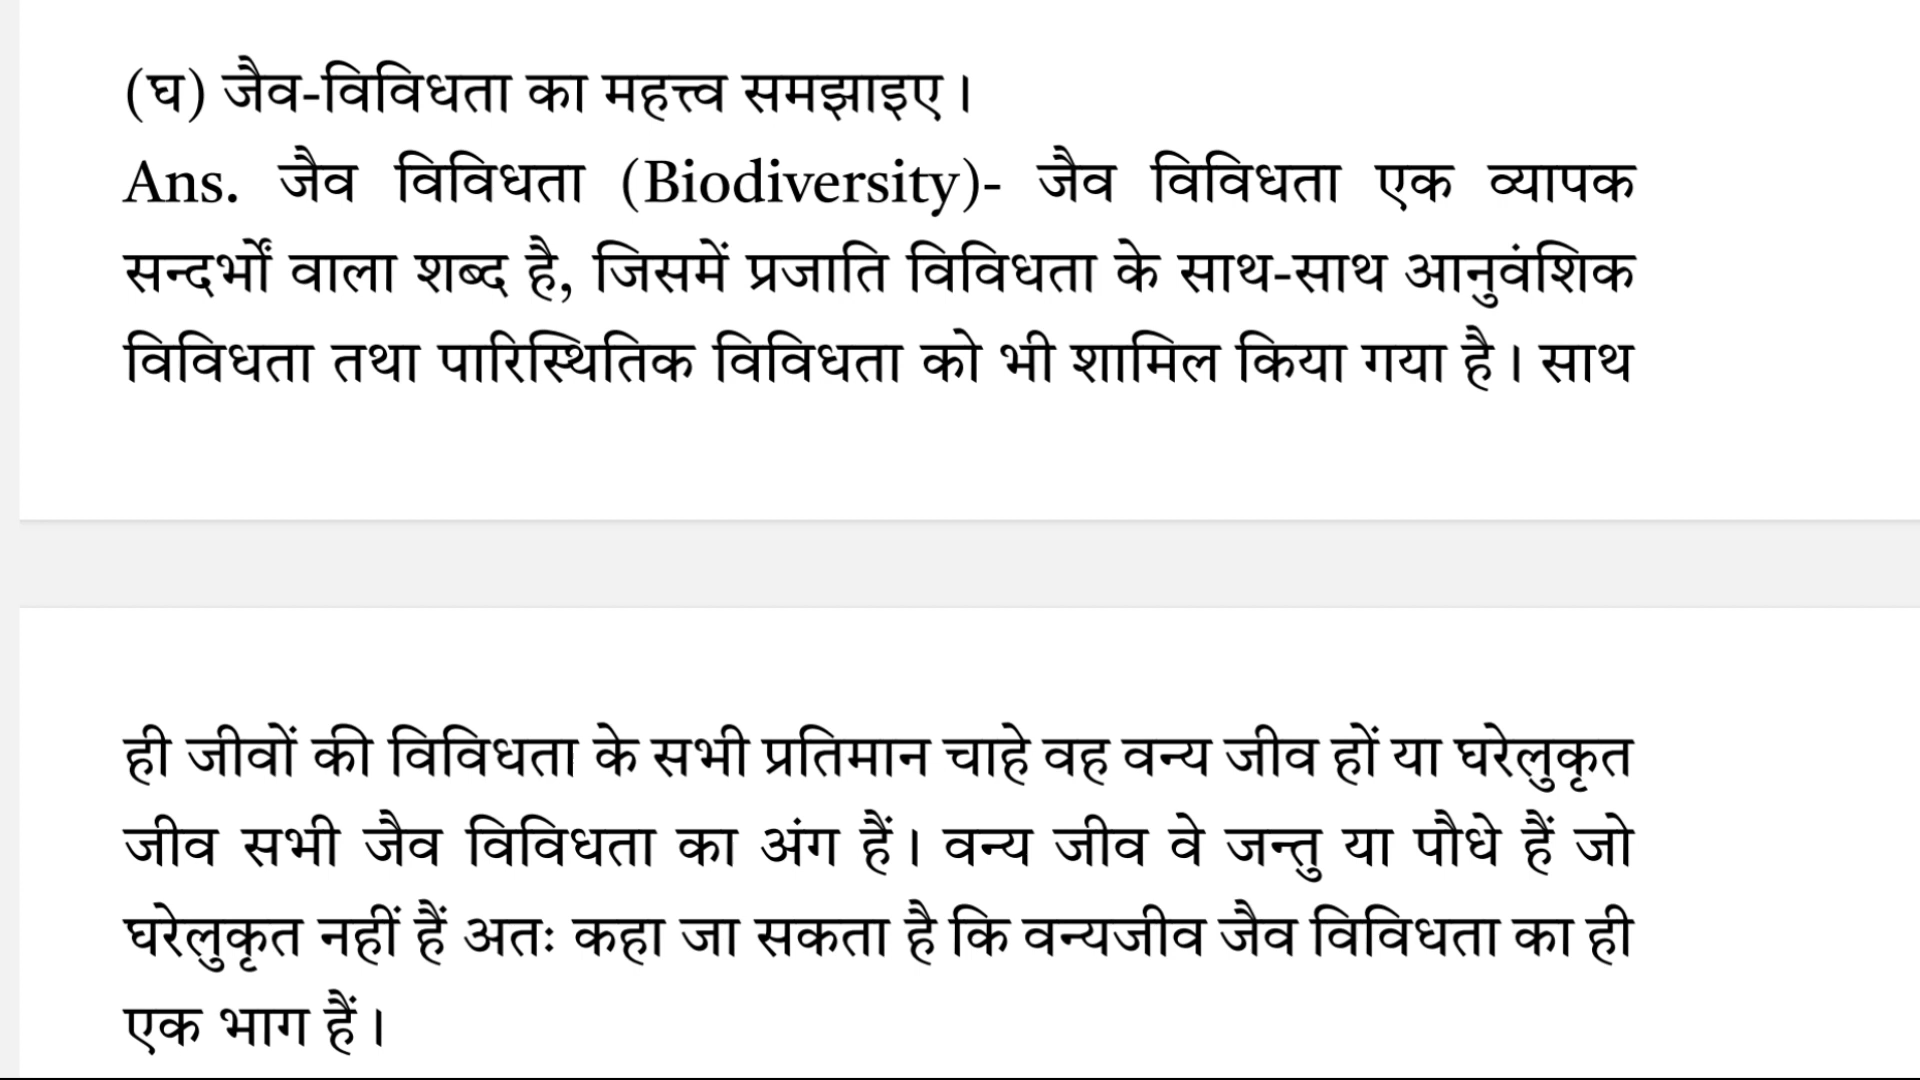 (घ) जैव-विविधता का महत्त्व समझाइए।
Ans. जैव विविधता (Biodiversity)- जैव विविधता एक व्यापक
सन्दर्भों वाला शब्द है, जिसमें प्रजाति विविधता के साथ-साथ आनुवंशिक
विविधता तथा पारिस्थितिक विविधता को भी शामिल किया गया है। साथ
ही जीवों की विविधता के सभी प्रतिमान चाहे वह वन्य जीव हों या घरेलुकृत
जीव सभी जैव विविधता का अंग हैं। वन्य जीव वे जन्तु या पौधे हैं जो
घरेलुकृत नहीं हैं अतः कहा जा सकता है कि वन्यजीव जैव विविधता का ही
एक भाग हैं।